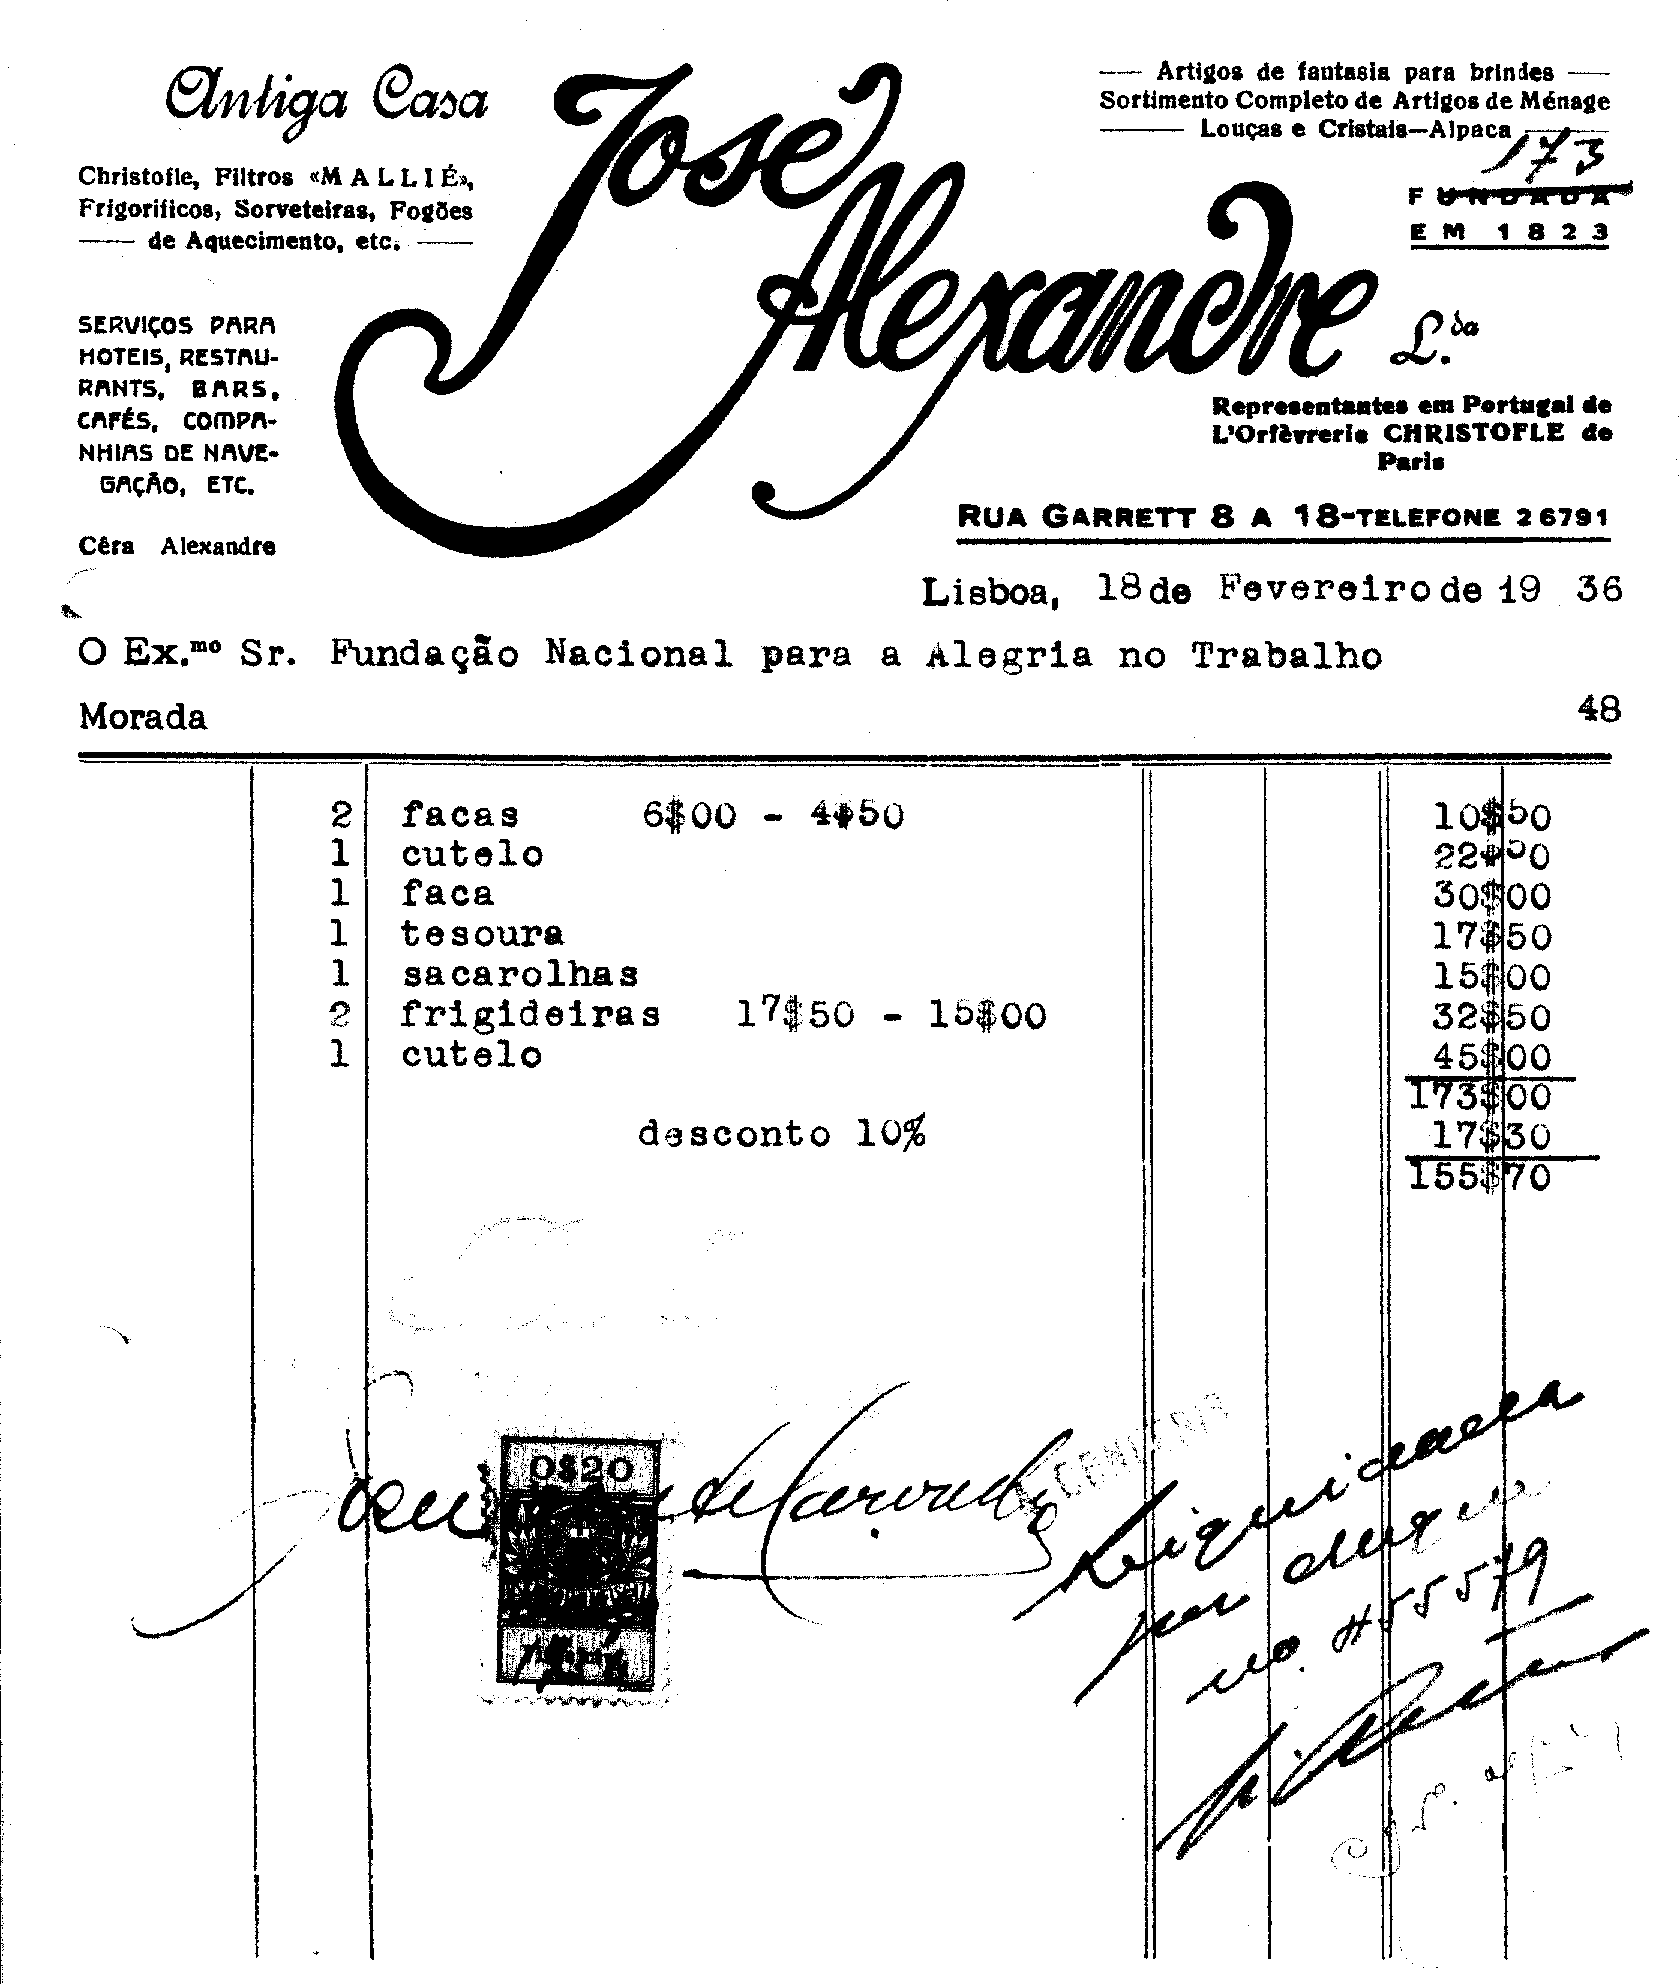 Antiga Casa
José Alexandre L.da
Christofle, Filtros «MALLIÉ»,
Frigorificos, Sorveteiras, Fogões
de Aquecimento, etc.
SERVIÇOS PARA
HOTEIS, RESTAU-
RANTS, BARS,
CAFÉS, COMPA-
NHIAS DE NAVE-
GAÇÃO, ETC.
Cêra Alexandre
Artigos de fantasia para brindes
Sortimento Completo de Artigos de Ménage
Louças e Cristais—Alpaca
173
FUNDADA
EM 1823
Representantes em Portugal de
L'Orfèvrerie CHRISTOFLE de
Paris
RUA GARRETT 8 A 18-TELEFONE 26791
Lisboa, 18 de Fevereiro de 19 36
O Ex.mo Sr. Fundação Nacional para a Alegria no Trabalho
Morada 48
2 facas 6$00 - 4$50 10$50
1 cutelo 22$50
1 faca 30$00
1 tesoura 17$50
1 sacarolhas 15$00
2 frigideiras 17$50 - 15$00 32$50
1 cutelo 45$00
173$00
desconto 10% 17$30
155$70
0$20
de Carvalho
Liquidada
por cheque
no. 455579